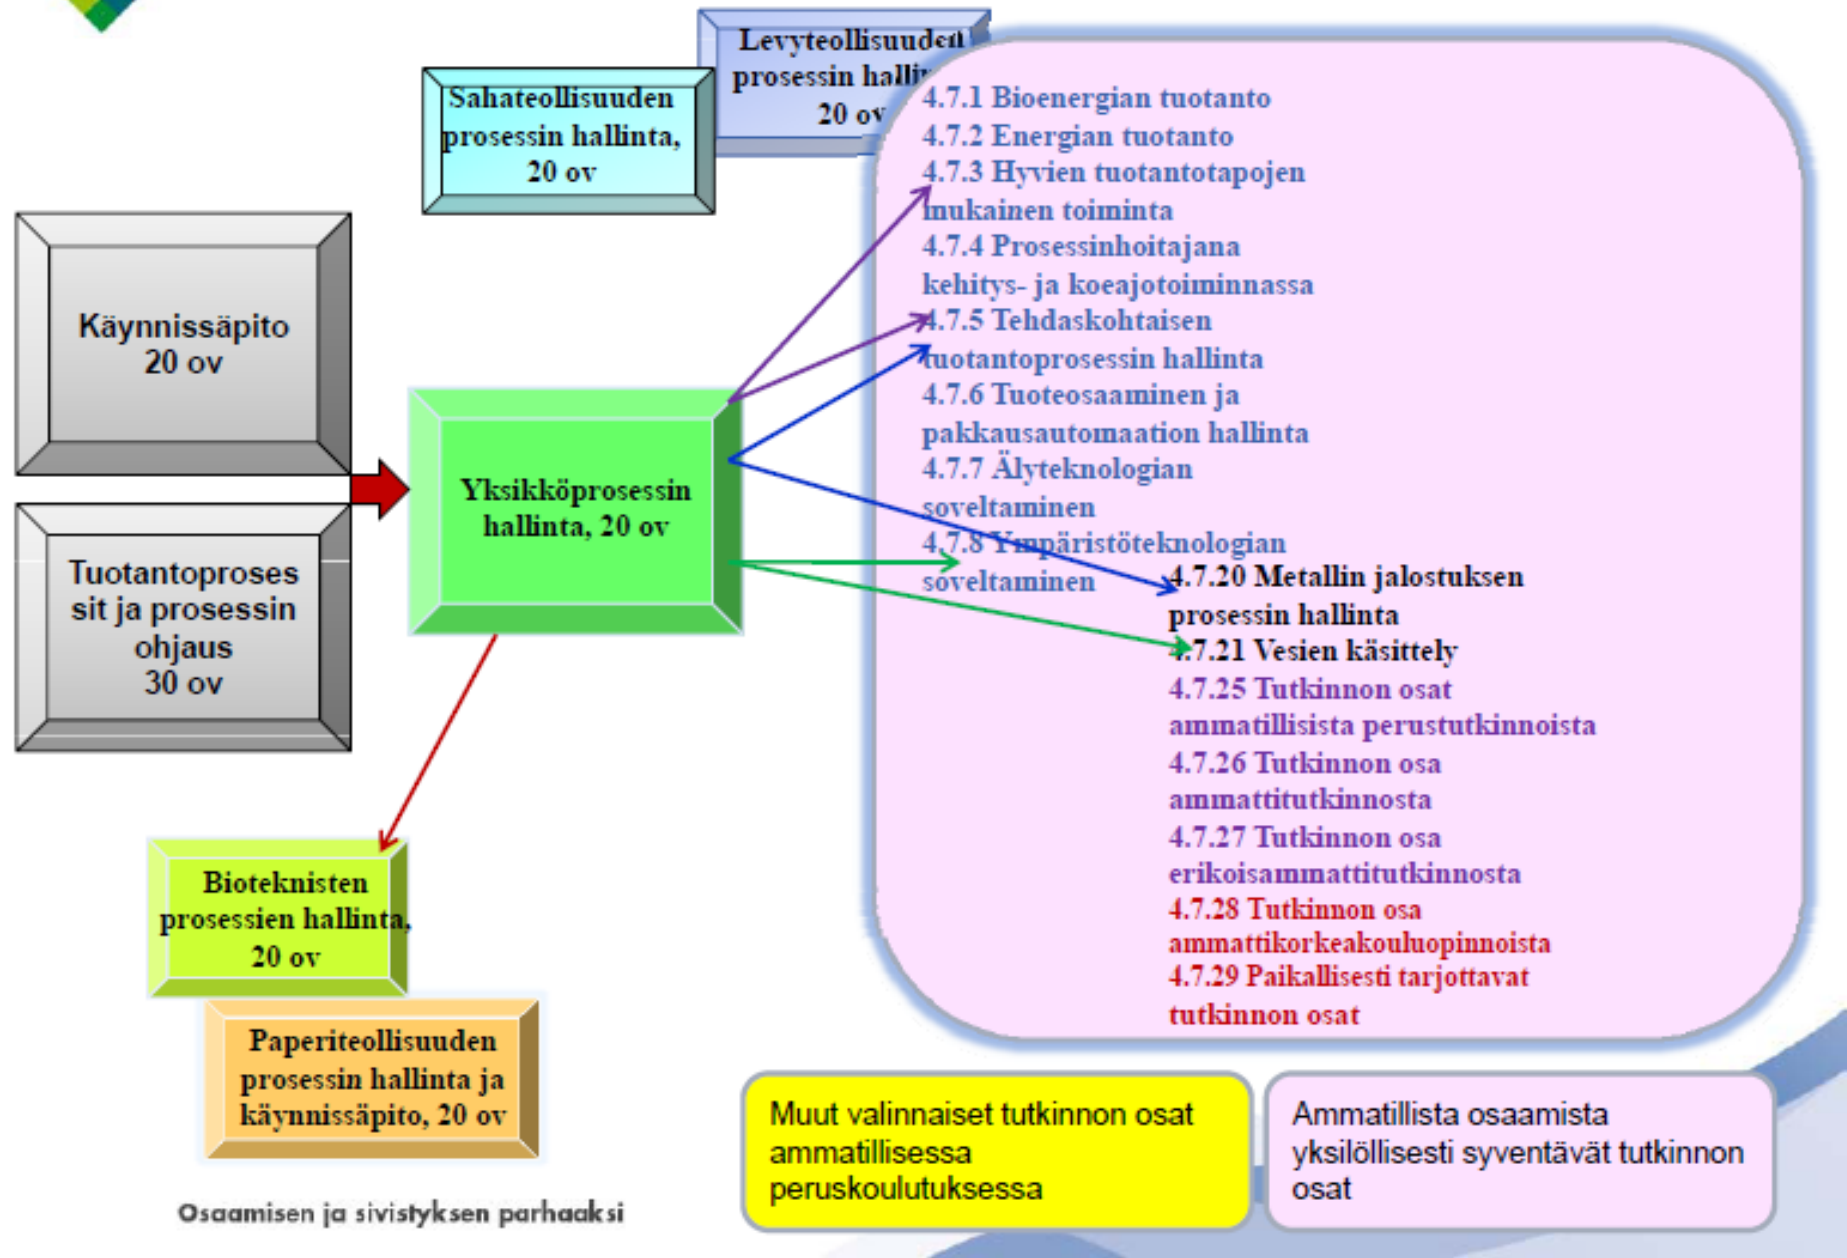 Levyteollisuuden
prosessin
20 ov
Sahateollisuuden
prosessin hallinta,
20 ov
Käynnissäpito
20 ov
Tuotantoproses
sit ja prosessin
ohjaus
30 ov
Yksikköprosessin
hallinta, 20 ov
Bioteknisten
prosessien hallinta,
20 ov
Paperiteollisuuden
prosessin hallinta ja
käynnissäpito, 20 ov
4.7.1 Bioenergian tuotanto
4.7.2 Energian tuotanto
4.7.3 Hyvien tuotantotapojen
mukainen toiminta
4.7.4 Prosessinhoitajana
kehitys- ja koeajotoiminnassa
4.7.5 Tehdaskohtaisen
tuotantoprosessin hallinta
4.7.6 Tuoteosaaminen ja
pakkausautomaation hallinta
4.7.7 Älyteknologian
soveltaminen
4.7.8 Ympäristöteknologian
soveltaminen
4.7.20 Metallin jalostuksen
prosessin hallinta
4.7.21 Vesien käsittely
4.7.25 Tutkinnon osat
ammatillisista perustutkinnoista
4.7.26 Tutkinnon osa
ammattitutkinnosta
4.7.27 Tutkinnon osa
erikoisammattitutkinnosta
4.7.28 Tutkinnon osa
ammattikorkeakouluopinnoista
4.7.29 Paikallisesti tarjottavat
tutkinnon osat
Muut valinnaiset tutkinnon osat
ammatillisessa
peruskoulutuksessa
Ammatillista osaamista
yksilöllisesti syventävät tutkinnon
osat
Osaamisen ja sivistyksen parhaaksi